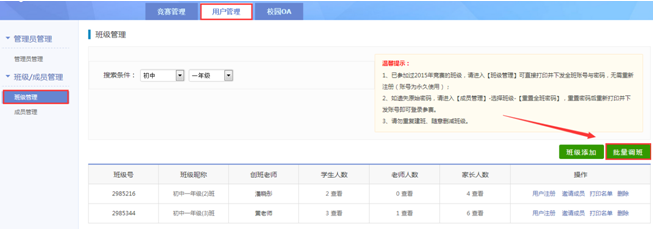 竞赛管理 用户管理 校园OA
管理员管理
管理员管理
班级/成员管理
班级管理
成员管理
班级管理
搜索条件： 初中 一年级
温馨提示：
1、已参加过2015年竞赛的班级，请进入【班级管理】可直接打印并下发全班账号与密码，无需重新
注册（账号为永久使用）；
2、如遗失原始密码，请进入【成员管理】-选择班级-【重置全班密码】，重置密码后重新打印并下
发账号即可登录参赛。
3、请勿重复建班、随意删减班级。
班级添加 批量调班
班级号 班级昵称 创班老师 学生人数 老师人数 家长人数 操作
2985216 初中一年级(2)班 潘晓彤 2 查看 0 查看 4 查看 用户注册 邀请成员 打印名单 删除
2985344 初中一年级(3)班 黄老师 3 查看 1 查看 6 查看 用户注册 邀请成员 打印名单 删除